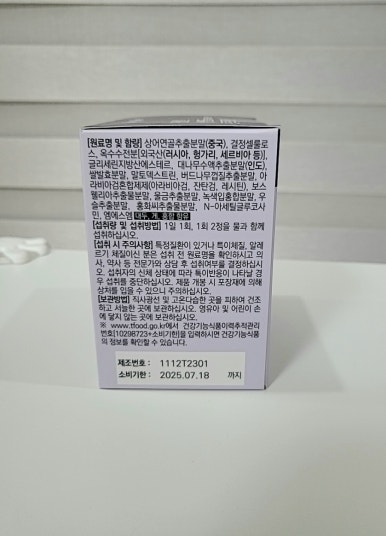 [원료명 및 함량] 상어연골추출분말(중국), 결정셀룰로
스, 옥수수전분[외국산(러시아, 헝가리, 세르비아 등)],
글리세린지방산에스테르, 대나무수액추출분말(인도),
쌀발효분말, 말토덱스트린, 버드나무껍질추출분말, 아
라비아검혼합제제(아라비아검, 잔탄검, 레시틴), 보스
웰리아추출물분말, 울금추출분말, 녹색입홍합분말, 우
슬추출분말, 홍화씨추출물분말, N-아세틸글루코사
민, 엠에스엠 대두, 게, 홍합 함유
[섭취량 및 섭취방법] 1일 1회, 1회 2정을 물과 함께
섭취하십시오.
[섭취 시 주의사항] 특정질환이 있거나 특이체질, 알레
르기 체질이신 분은 섭취 전 원료명을 확인하시고 의
사, 약사 등 전문가와 상담 후 섭취여부를 결정하십시
오. 섭취자의 신체 상태에 따라 특이반응이 나타날 경
우 섭취를 중단하십시오. 제품 개봉 시 포장재에 의해
상처를 입을 수 있으니 주의하십시오.
[보관방법] 직사광선 및 고온다습한 곳을 피하여 건조
하고 서늘한 곳에 보관하십시오. 영유아 및 어린이 손
에 닿지 않는 곳에 보관하십시오.
※ www.tfood.go.kr에서 건강기능식품이력추적관리
번호[10298723+소비기한]을 입력하시면 건강기능식품
의 정보를 확인할 수 있습니다.
제조번호 : 1112T2301
소비기한 : 2025.07.18 까지